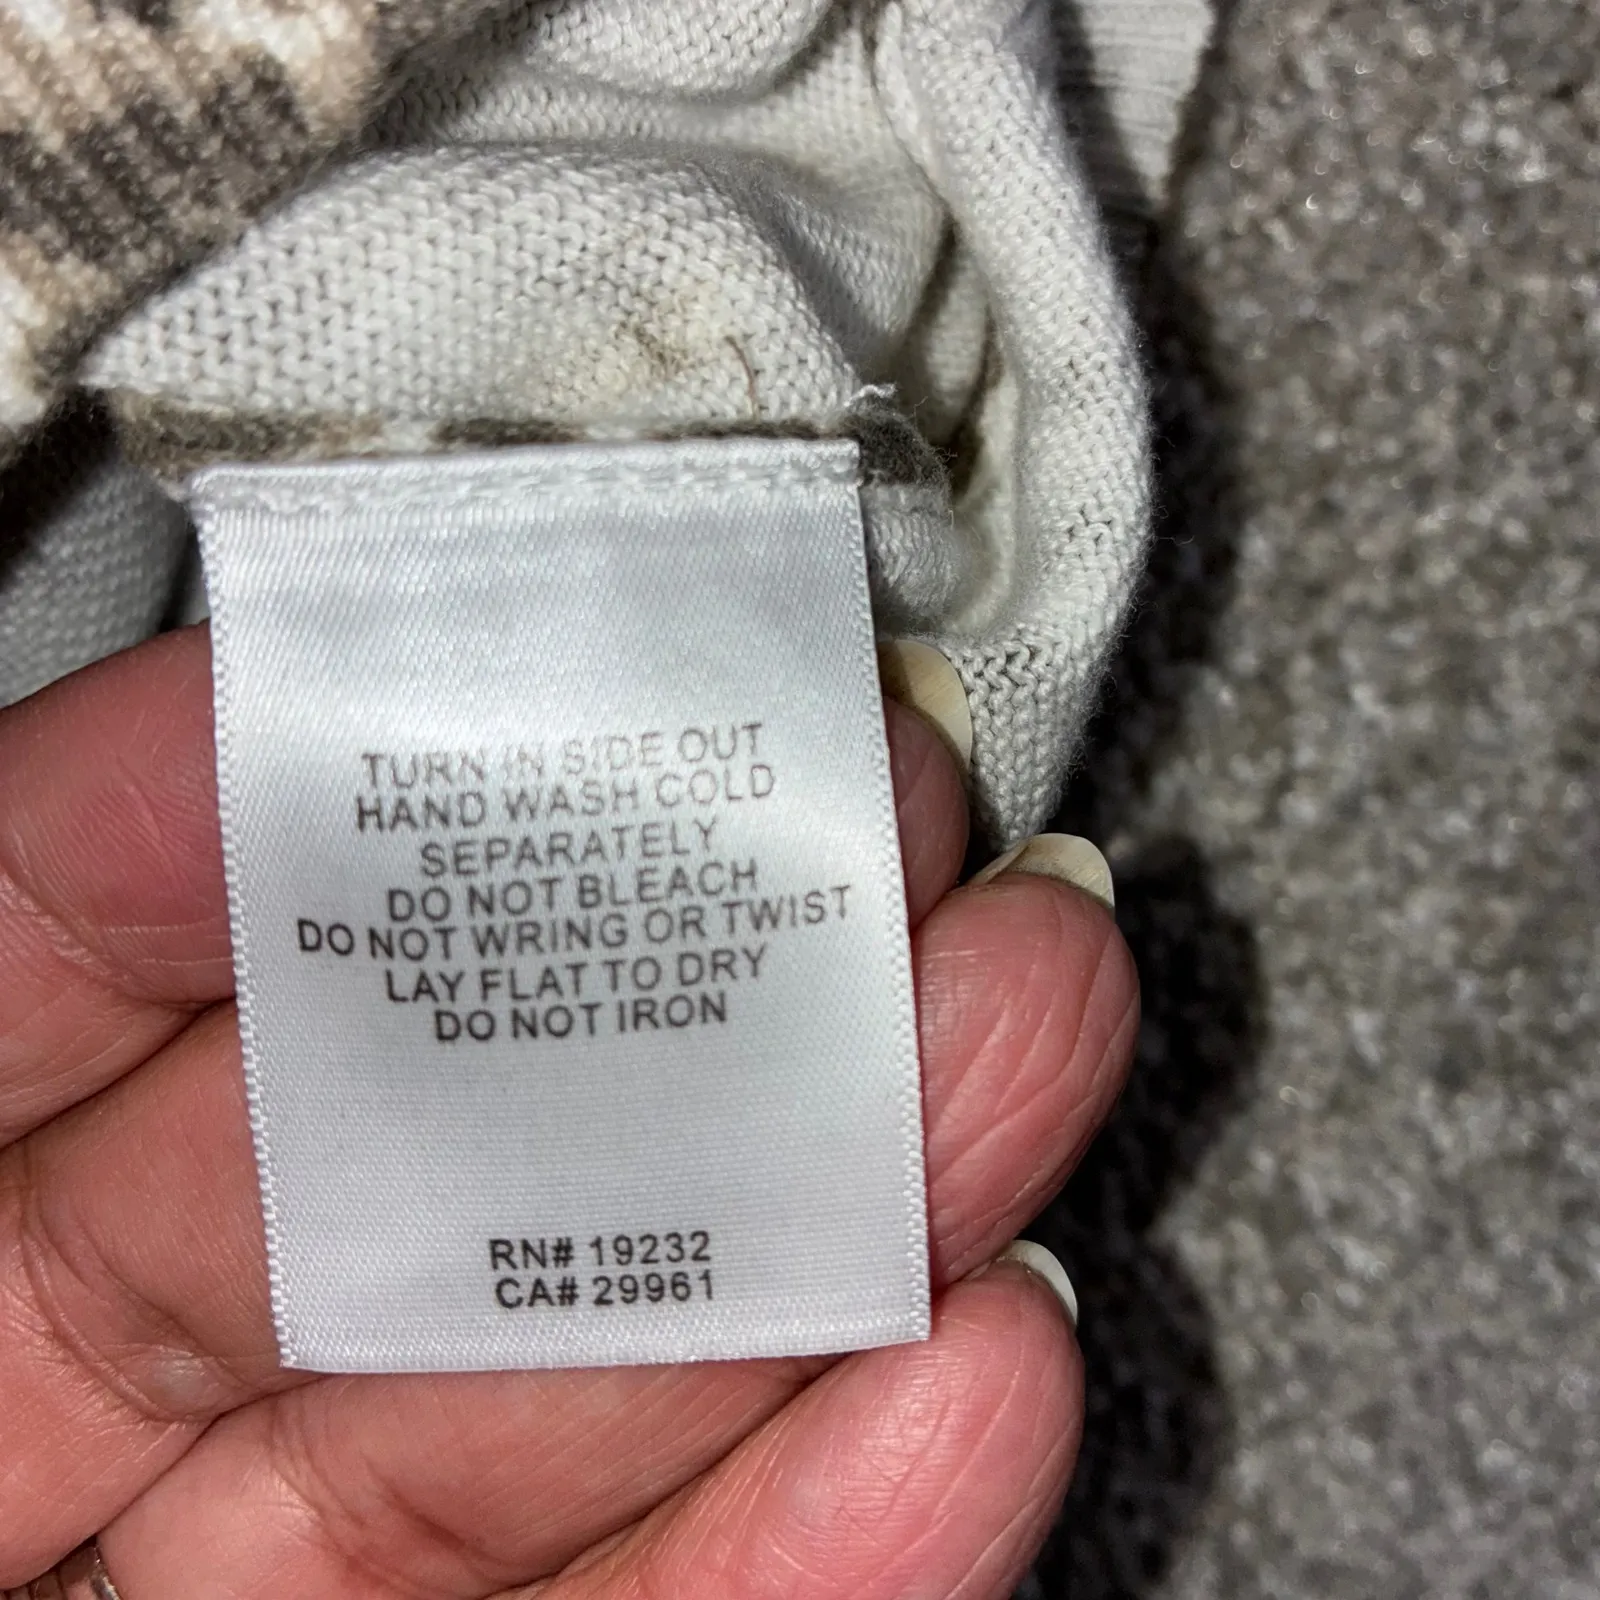 TURN IN SIDE OUT
HAND WASH COLD
SEPARATELY
DO NOT BLEACH
DO NOT WRING OR TWIST
LAY FLAT TO DRY
DO NOT IRON
RN# 19232
CA# 29961